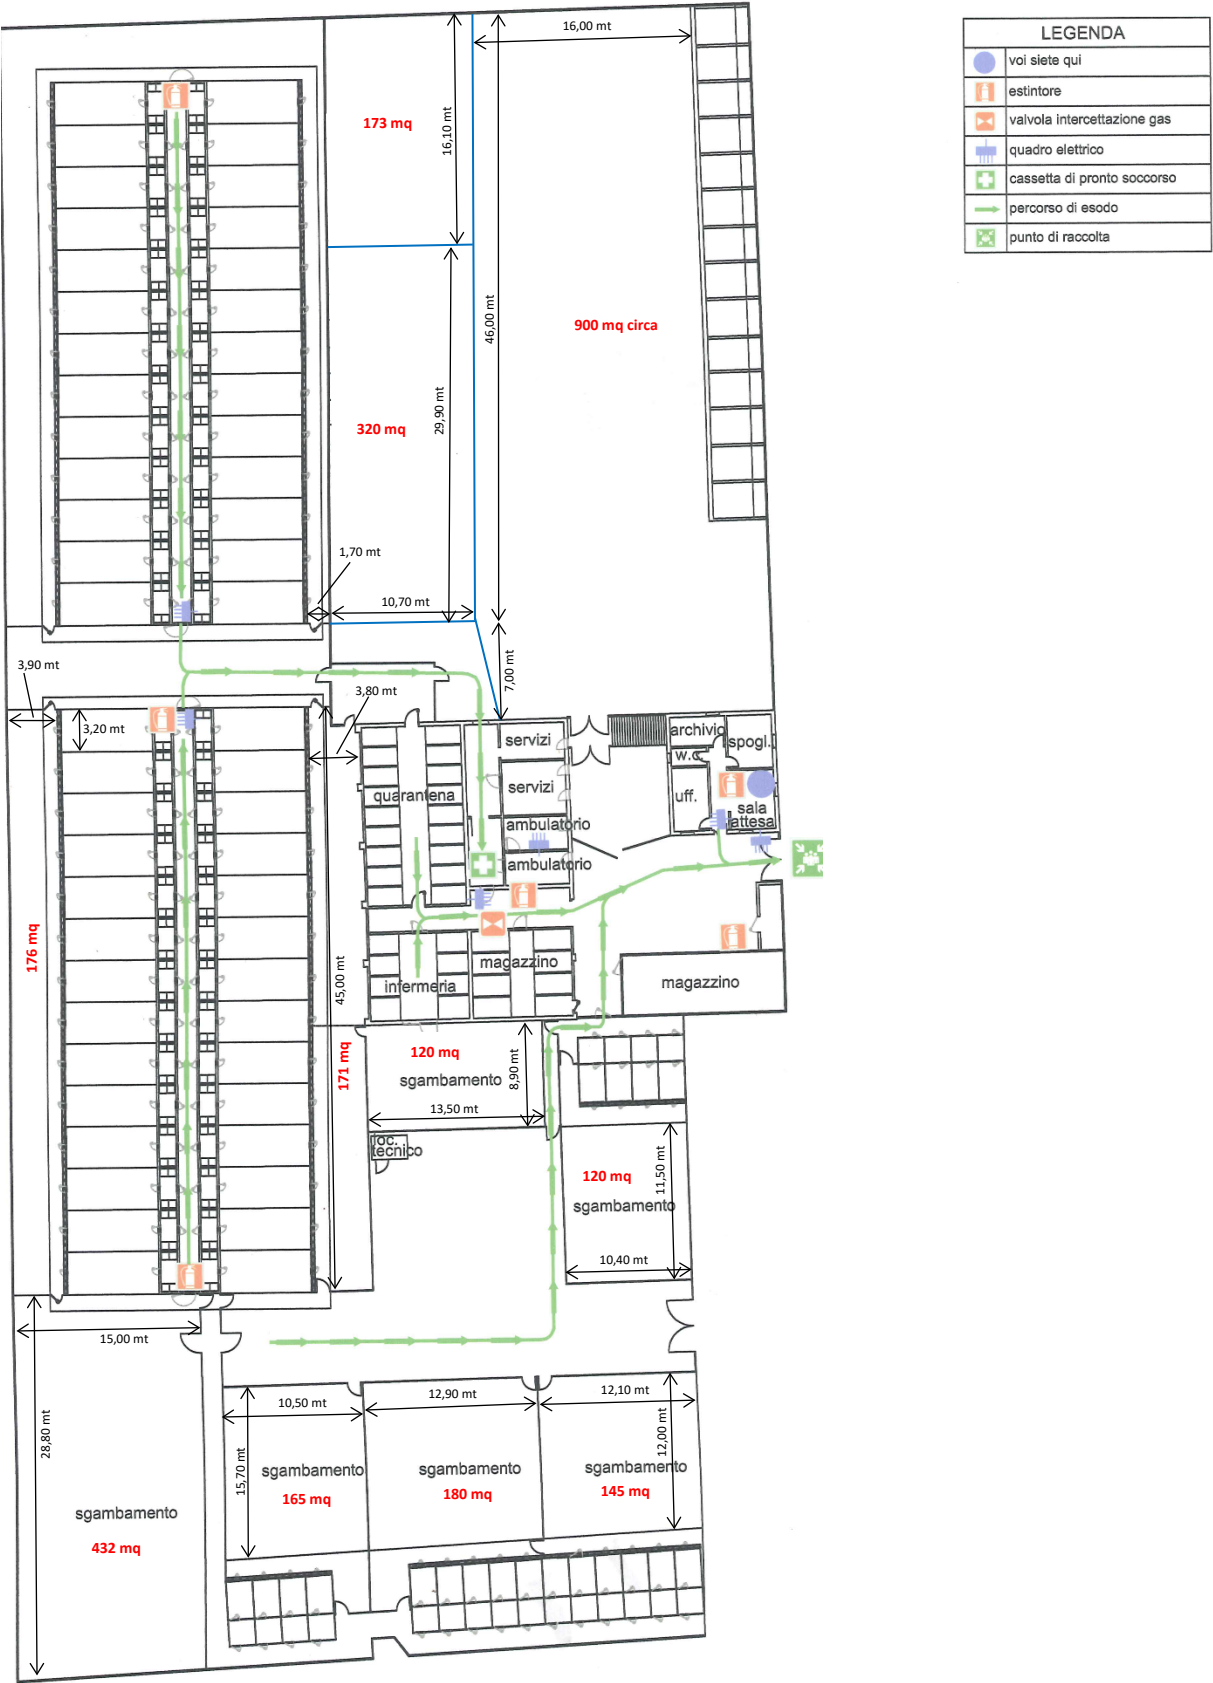 LEGENDA
voi siete qui
estintore
valvola intercettazione gas
quadro elettrico
cassetta di pronto soccorso
percorso di esodo
punto di raccolta
16,00 mt
173 mq
16,10 mt
46,00 mt
900 mq circa
29,90 mt
320 mq
1,70 mt
10,70 mt
7,00 mt
3,90 mt
3,80 mt
3,20 mt
servizi
archivio
spogl.
w.c.
quarantena
servizi
uff.
sala
attesa
ambulatorio
ambulatorio
176 mq
45,00 mt
magazzino
infermeria
magazzino
171 mq
120 mq
sgambamento
8,90 mt
13,50 mt
loc.
tecnico
120 mq
11,50 mt
sgambamento
10,40 mt
15,00 mt
28,80 mt
10,50 mt
12,90 mt
12,10 mt
15,70 mt
12,00 mt
sgambamento
sgambamento
sgambamento
165 mq
180 mq
145 mq
sgambamento
432 mq